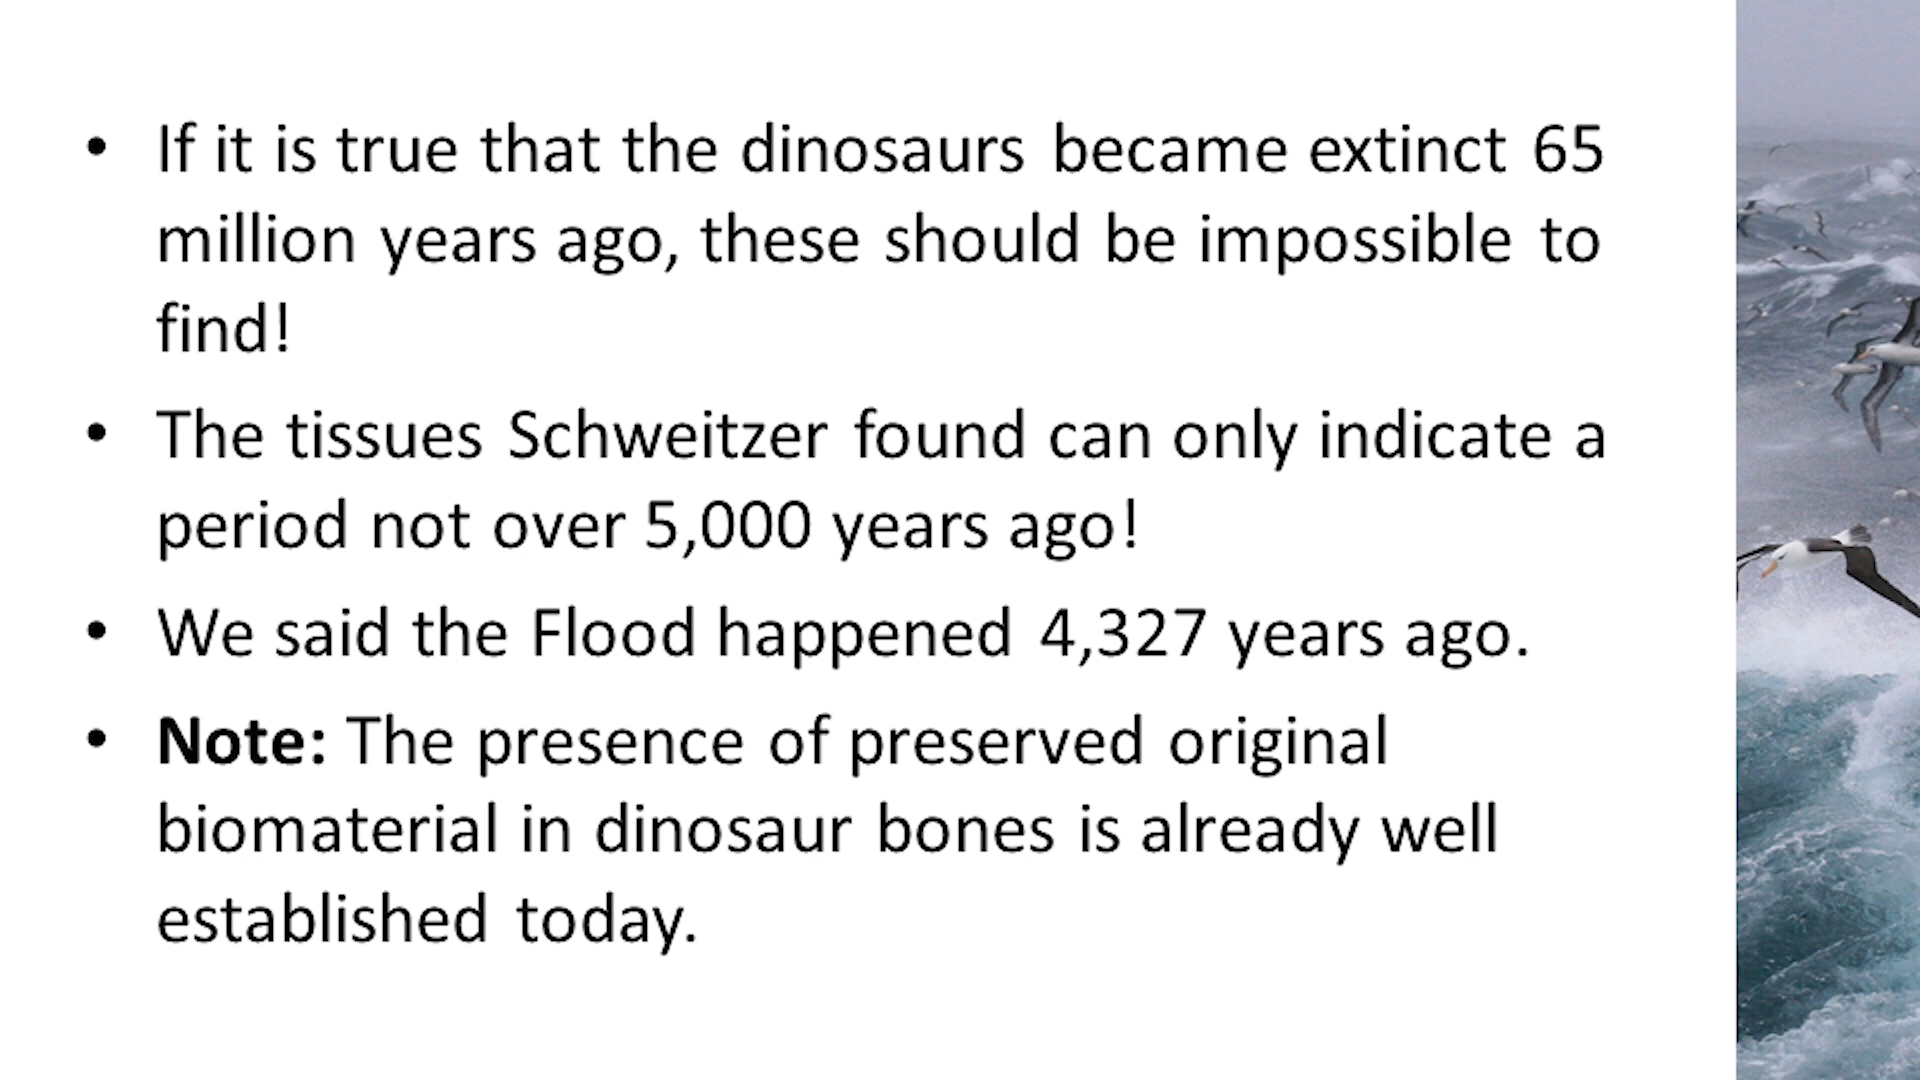 • If it is true that the dinosaurs became extinct 65
million years ago, these should be impossible to
find!
• The tissues Schweitzer found can only indicate a
period not over 5,000 years ago!
• We said the Flood happened 4,327 years ago.
• Note: The presence of preserved original
biomaterial in dinosaur bones is already well
established today.